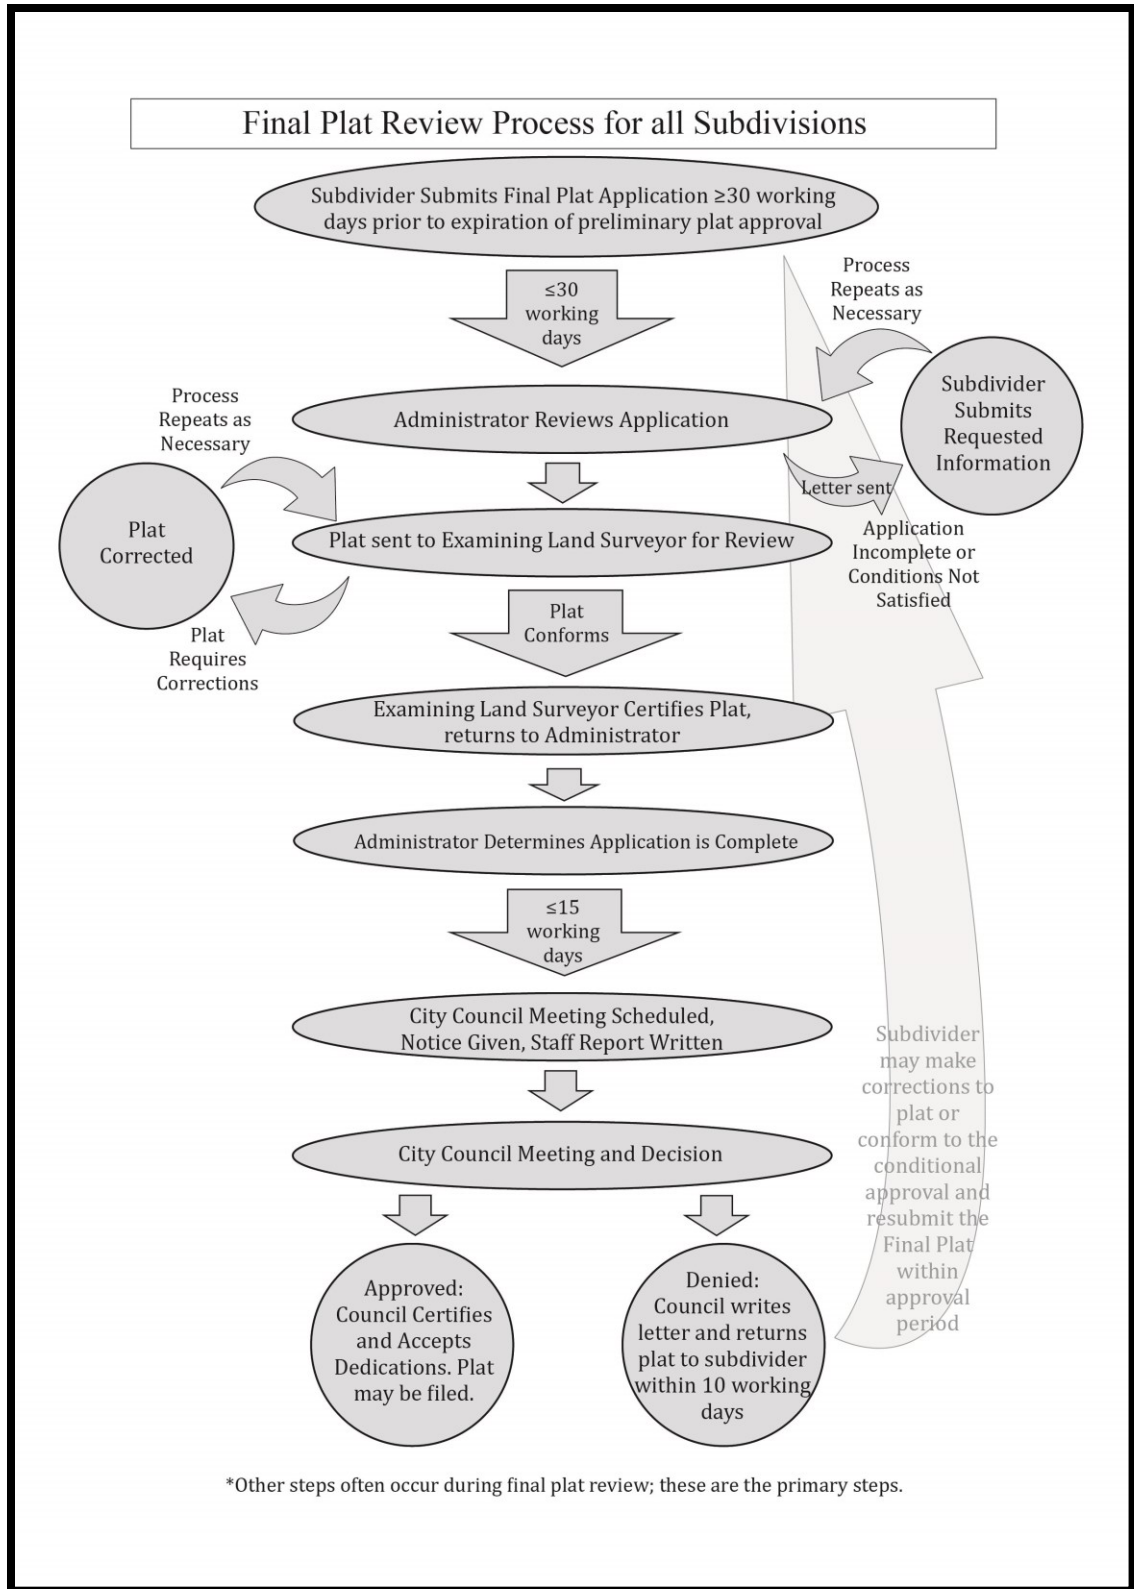 Final Plat Review Process for all Subdivisions
Subdivider Submits Final Plat Application ≥30 working
days prior to expiration of preliminary plat approval
≤30
working
days
Process
Repeats as
Necessary
Subdivider
Submits
Requested
Information
Administrator Reviews Application
Letter sent
Application
Incomplete or
Conditions Not
Satisfied
Process
Repeats as
Necessary
Plat
Corrected
Plat sent to Examining Land Surveyor for Review
Plat
Requires
Corrections
Plat
Conforms
Examining Land Surveyor Certifies Plat,
returns to Administrator
Administrator Determines Application is Complete
≤15
working
days
City Council Meeting Scheduled,
Notice Given, Staff Report Written
City Council Meeting and Decision
Approved:
Council Certifies
and Accepts
Dedications. Plat
may be filed.
Denied:
Council writes
letter and returns
plat to subdivider
within 10 working
days
Subdivider
may make
corrections to
plat or
conform to the
conditional
approval and
resubmit the
Final Plat
within
approval
period
*Other steps often occur during final plat review; these are the primary steps.